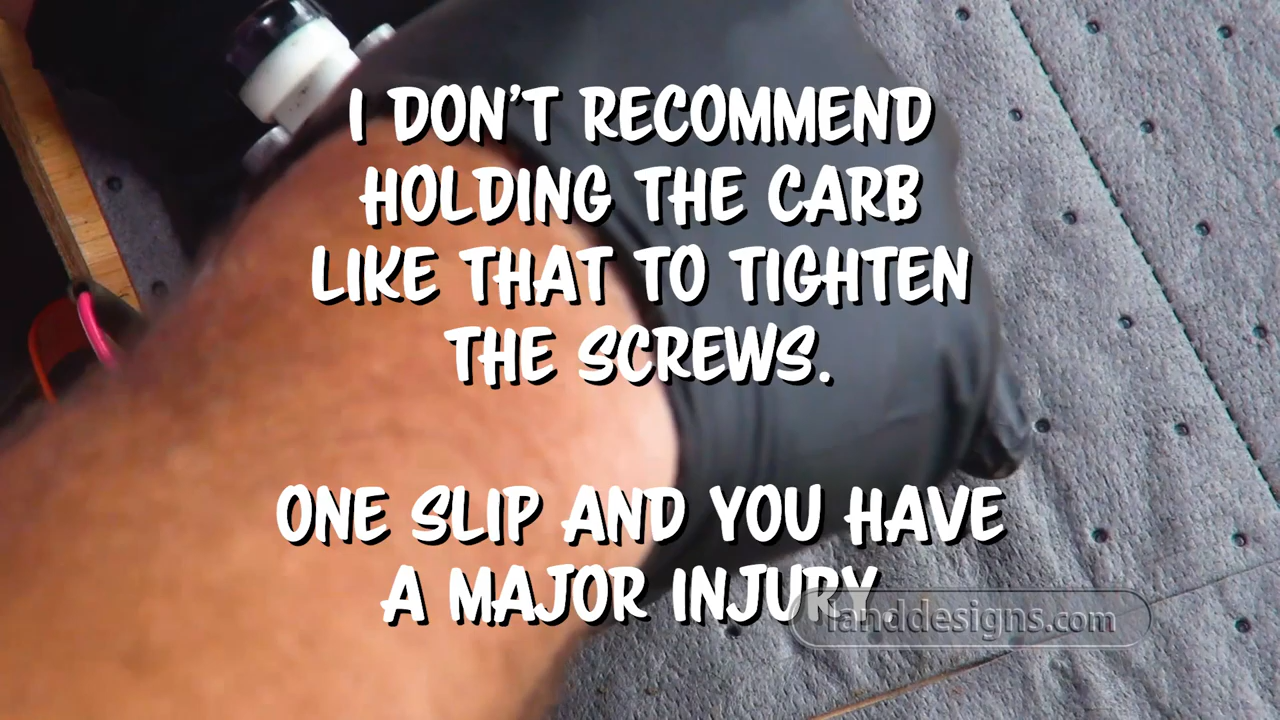 I DON'T RECOMMEND
HOLDING THE CARB
LIKE THAT TO TIGHTEN
THE SCREWS.
ONE SLIP AND YOU HAVE
A MAJOR INJURY.
landdesigns.com